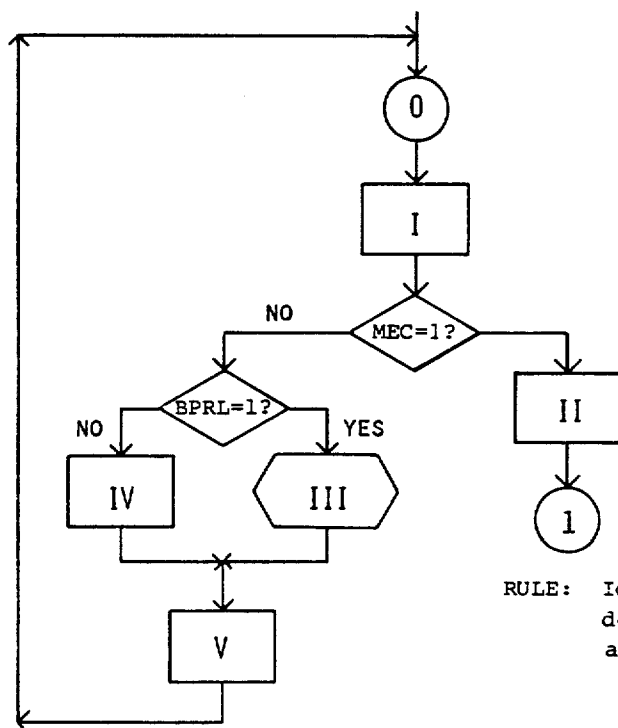 0
I
NO
MEC=1?
BPRL=1?
II
NO
YES
IV
III
1
RULE:
V